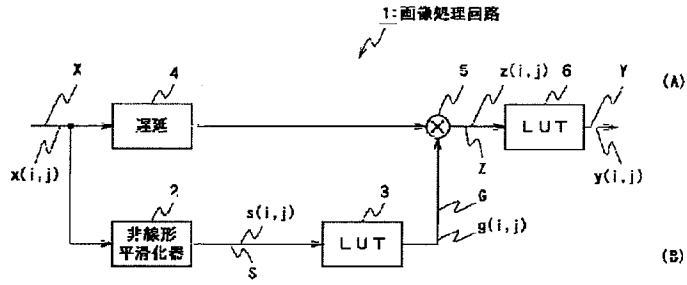 1:画像処理回路
X 4 5 z(i,j) 6 Y (A)
遅延 LUT
x(i,j) Z y(i,j)
2 s(i,j) 3 G
非線形 LUT g(i,j)
平滑化器
S (B)